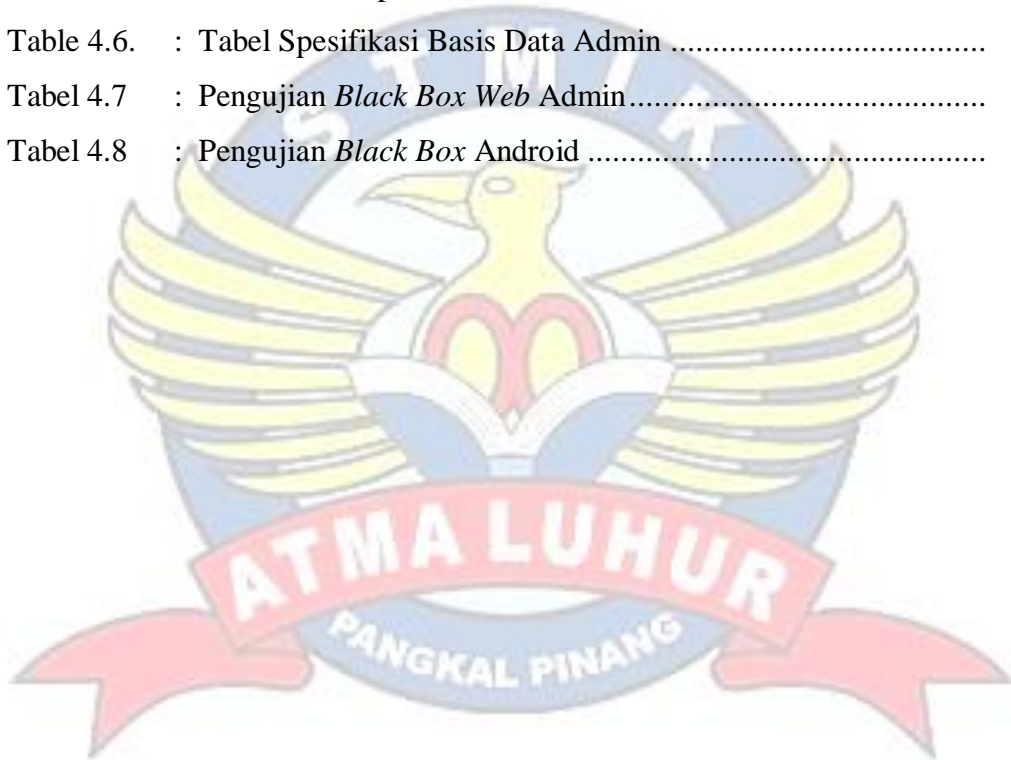 Table 4.6. : Tabel Spesifikasi Basis Data Admin .......................................
Tabel 4.7 : Pengujian Black Box Web Admin............................................
Tabel 4.8 : Pengujian Black Box Android .................................................
STMIK
ATMA LUHUR
PANGKAL PINANG